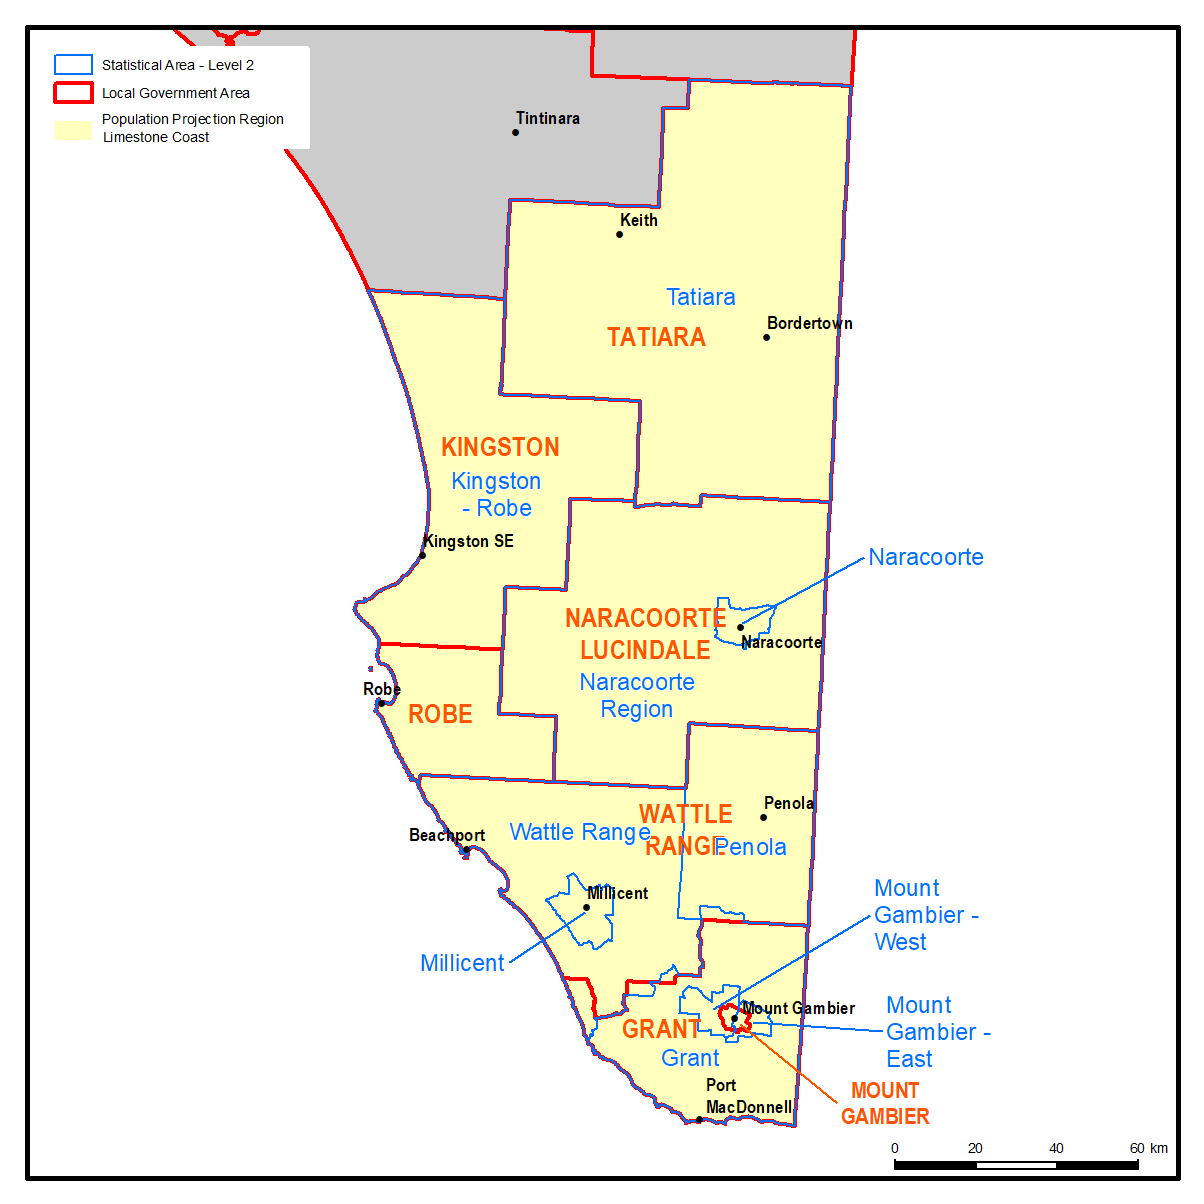 Statistical Area - Level 2
Local Government Area
Population Projection Region
Limestone Coast
Tintinara
Keith
Tatiara
TATIARA
Bordertown
KINGSTON
Kingston
- Robe
Kingston SE
Naracoorte
NARACOORTE
LUCINDALE
Naracoorte
Naracoorte
Region
Robe
ROBE
WATTLE
RANGE
Penola
Wattle Range
Penola
Beachport
Millicent
Millicent
Mount
Gambier -
West
Mount Gambier
Mount
Gambier -
East
GRANT
Grant
Port
MacDonnell
MOUNT
GAMBIER
0 20 40 60 km